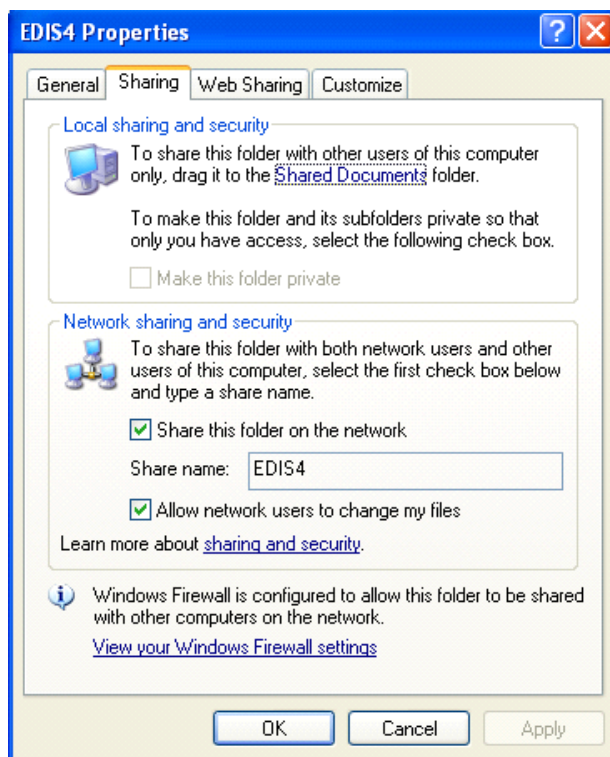 EDIS4 Properties
General Sharing Web Sharing Customize
Local sharing and security
To share this folder with other users of this computer
only, drag it to the Shared Documents folder.
To make this folder and its subfolders private so that
only you have access, select the following check box.
Make this folder private
Network sharing and security
To share this folder with both network users and other
users of this computer, select the first check box below
and type a share name.
Share this folder on the network
Share name: EDIS4
Allow network users to change my files
Learn more about sharing and security.
Windows Firewall is configured to allow this folder to be shared
with other computers on the network.
View your Windows Firewall settings
OK Cancel Apply